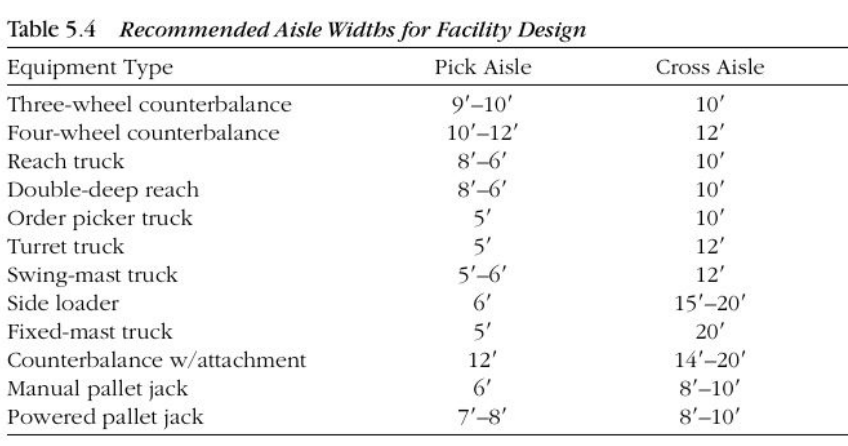 Table 5.4 Recommended Aisle Widths for Facility Design
Equipment Type Pick Aisle Cross Aisle
Three-wheel counterbalance 9′–10′ 10′
Four-wheel counterbalance 10′–12′ 12′
Reach truck 8′–6′ 10′
Double-deep reach 8′–6′ 10′
Order picker truck 5′ 10′
Turret truck 5′ 12′
Swing-mast truck 5′–6′ 12′
Side loader 6′ 15′–20′
Fixed-mast truck 5′ 20′
Counterbalance w/attachment 12′ 14′–20′
Manual pallet jack 6′ 8′–10′
Powered pallet jack 7′–8′ 8′–10′